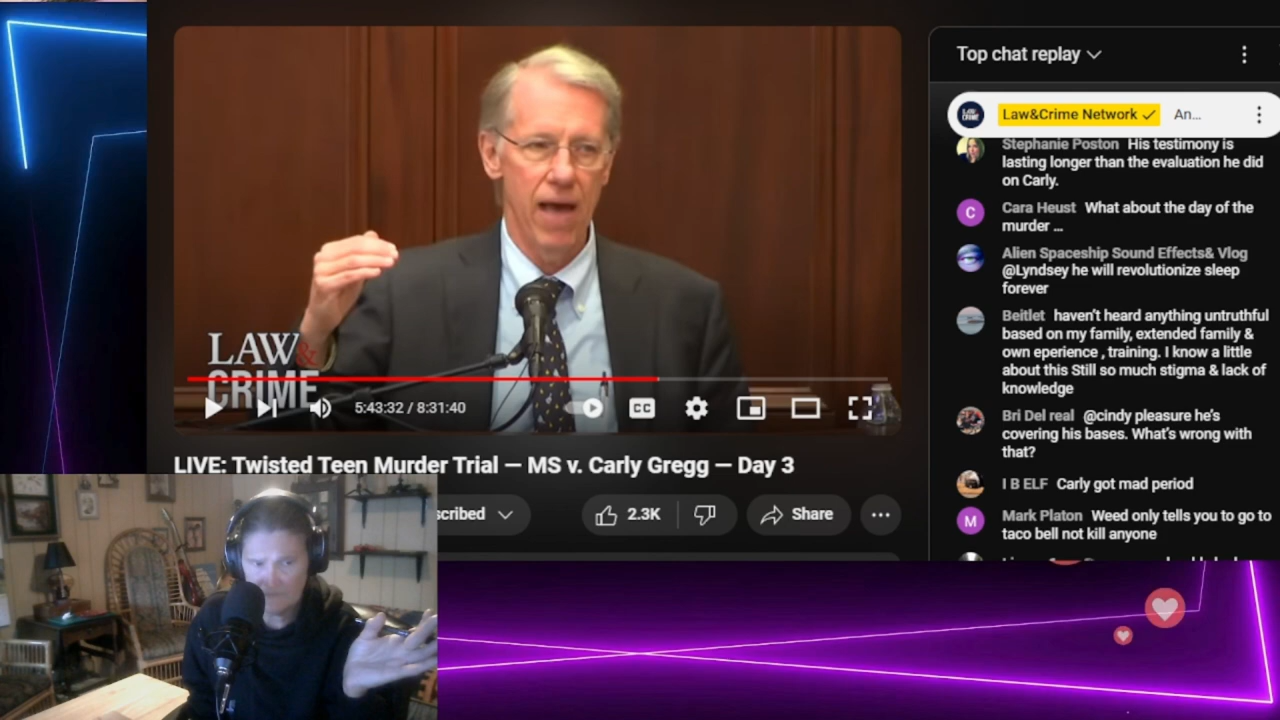 Top chat replay
Law&Crime Network
An...
Stephanie Poston His testimony is
lasting longer than the evaluation he did
on Carly.
C
Cara Heust What about the day of the
murder ...
Alien Spaceship Sound Effects& Vlog
@Lyndsey he will revolutionize sleep
forever
Beitlet haven't heard anything untruthful
based on my family, extended family &
own eperience , training. I know a little
about this Still so much stigma & lack of
knowledge
Bri Del real @cindy pleasure he's
covering his bases. What's wrong with
that?
I B ELF Carly got mad period
M
Mark Platon Weed only tells you to go to
taco bell not kill anyone
LAW&
CRIME
5:43:32 / 8:31:40
CC
LIVE: Twisted Teen Murder Trial — MS v. Carly Gregg — Day 3
scribed
2.3K
Share